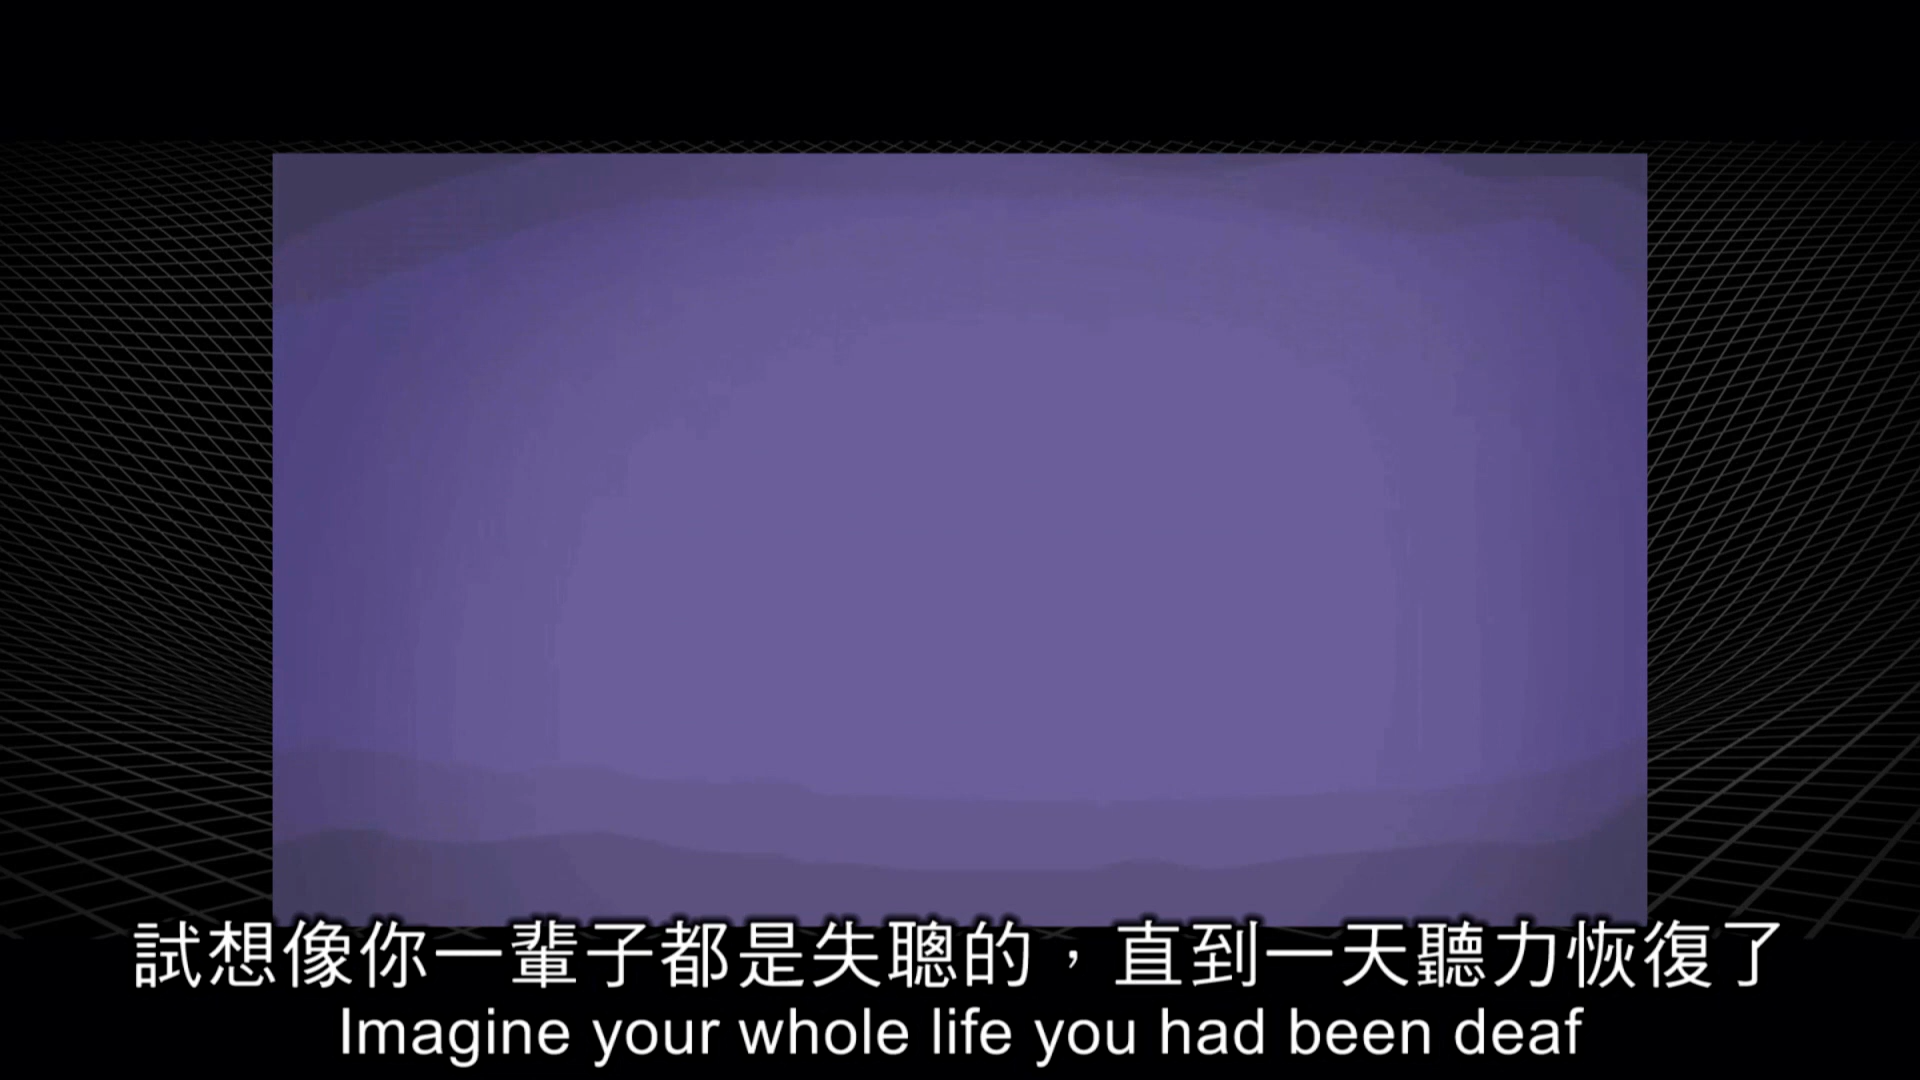 試想像你一輩子都是失聰的，直到一天聽力恢復了
Imagine your whole life you had been deaf